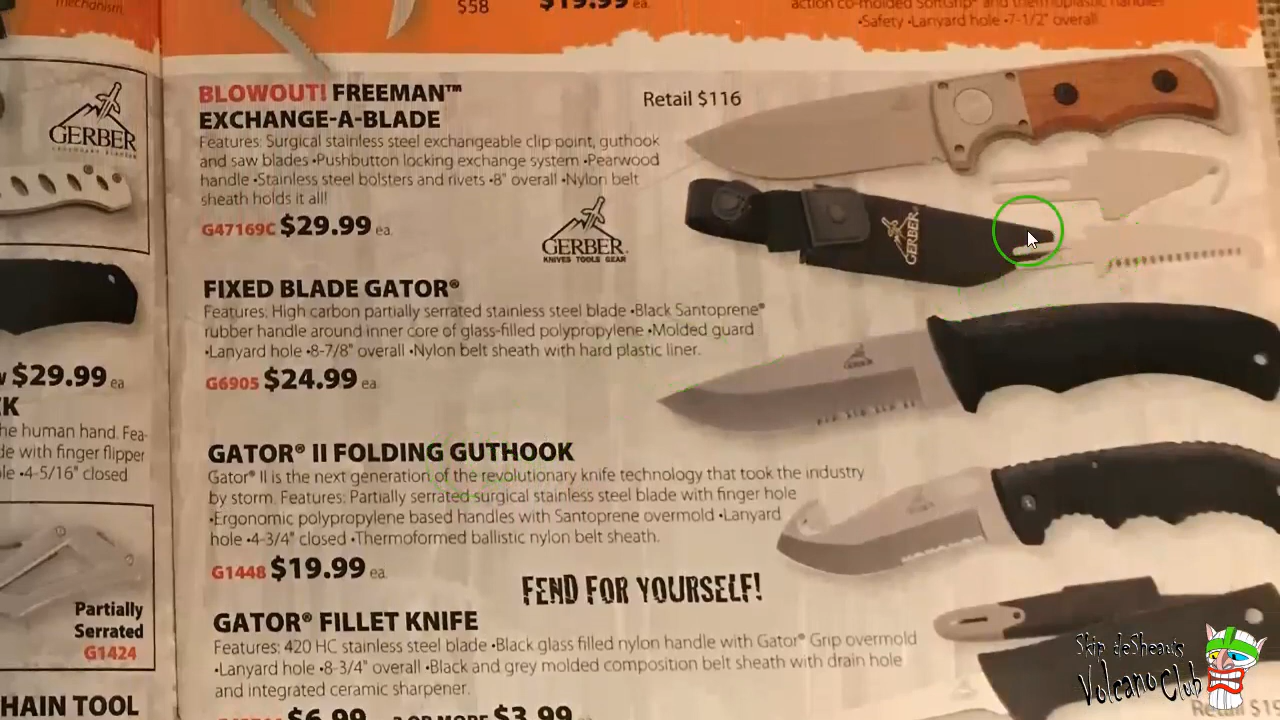 mechanism.
$58
$19.99 ea.
action co-molded SoftGrip® and thermoplastic handles
•Safety •Lanyard hole •7-1/2" overall
GERBER
BLOWOUT! FREEMAN™
EXCHANGE-A-BLADE
Retail $116
Features: Surgical stainless steel exchangeable clip point, guthook
and saw blades •Pushbutton locking exchange system •Pearwood
handle •Stainless steel bolsters and rivets •8" overall •Nylon belt
sheath holds it all!
G47169C $29.99 ea.
GERBER
KNIVES TOOLS GEAR
GERBER
FIXED BLADE GATOR®
Features: High carbon partially serrated stainless steel blade •Black Santoprene®
rubber handle around inner core of glass-filled polypropylene •Molded guard
•Lanyard hole •8-7/8" overall •Nylon belt sheath with hard plastic liner.
G6905 $24.99 ea.
GERBER
$29.99 ea.
he human hand. Fea-
de with finger flipper
•4-5/16" closed
GATOR® II FOLDING GUTHOOK
Gator® II is the next generation of the revolutionary knife technology that took the industry
by storm. Features: Partially serrated surgical stainless steel blade with finger hole
•Ergonomic polypropylene based handles with Santoprene overmold •Lanyard
hole •4-3/4" closed •Thermoformed ballistic nylon belt sheath.
G1448 $19.99 ea.
FEND FOR YOURSELF!
Partially
Serrated
G1424
GATOR® FILLET KNIFE
Features: 420 HC stainless steel blade •Black glass filled nylon handle with Gator® Grip overmold
•Lanyard hole •8-3/4" overall •Black and grey molded composition belt sheath with drain hole
and integrated ceramic sharpener.
$6.99 2 OR MORE $3.99
HAIN TOOL
Skip deSheats
Volcano Club
Retail $19